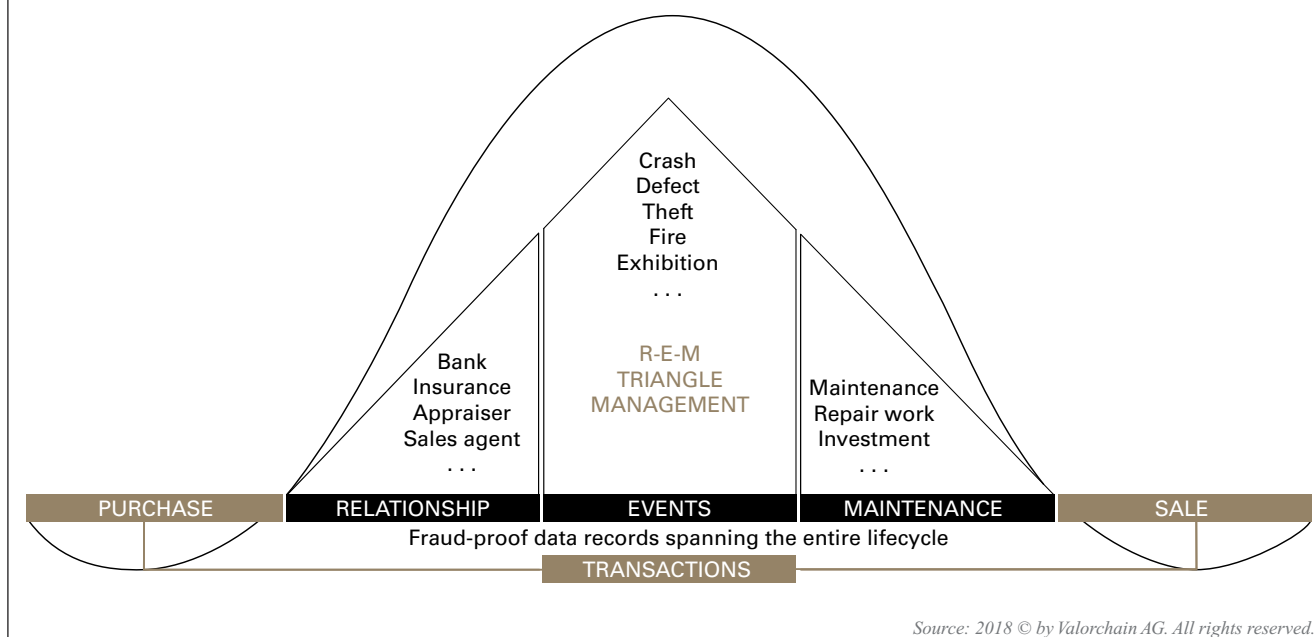 Crash
Defect
Theft
Fire
Exhibition
. . .
R-E-M
TRIANGLE
MANAGEMENT
Bank
Insurance
Appraiser
Sales agent
. . .
Maintenance
Repair work
Investment
. . .
PURCHASE
RELATIONSHIP
EVENTS
MAINTENANCE
SALE
Fraud-proof data records spanning the entire lifecycle
TRANSACTIONS
Source: 2018 © by Valorchain AG. All rights reserved.